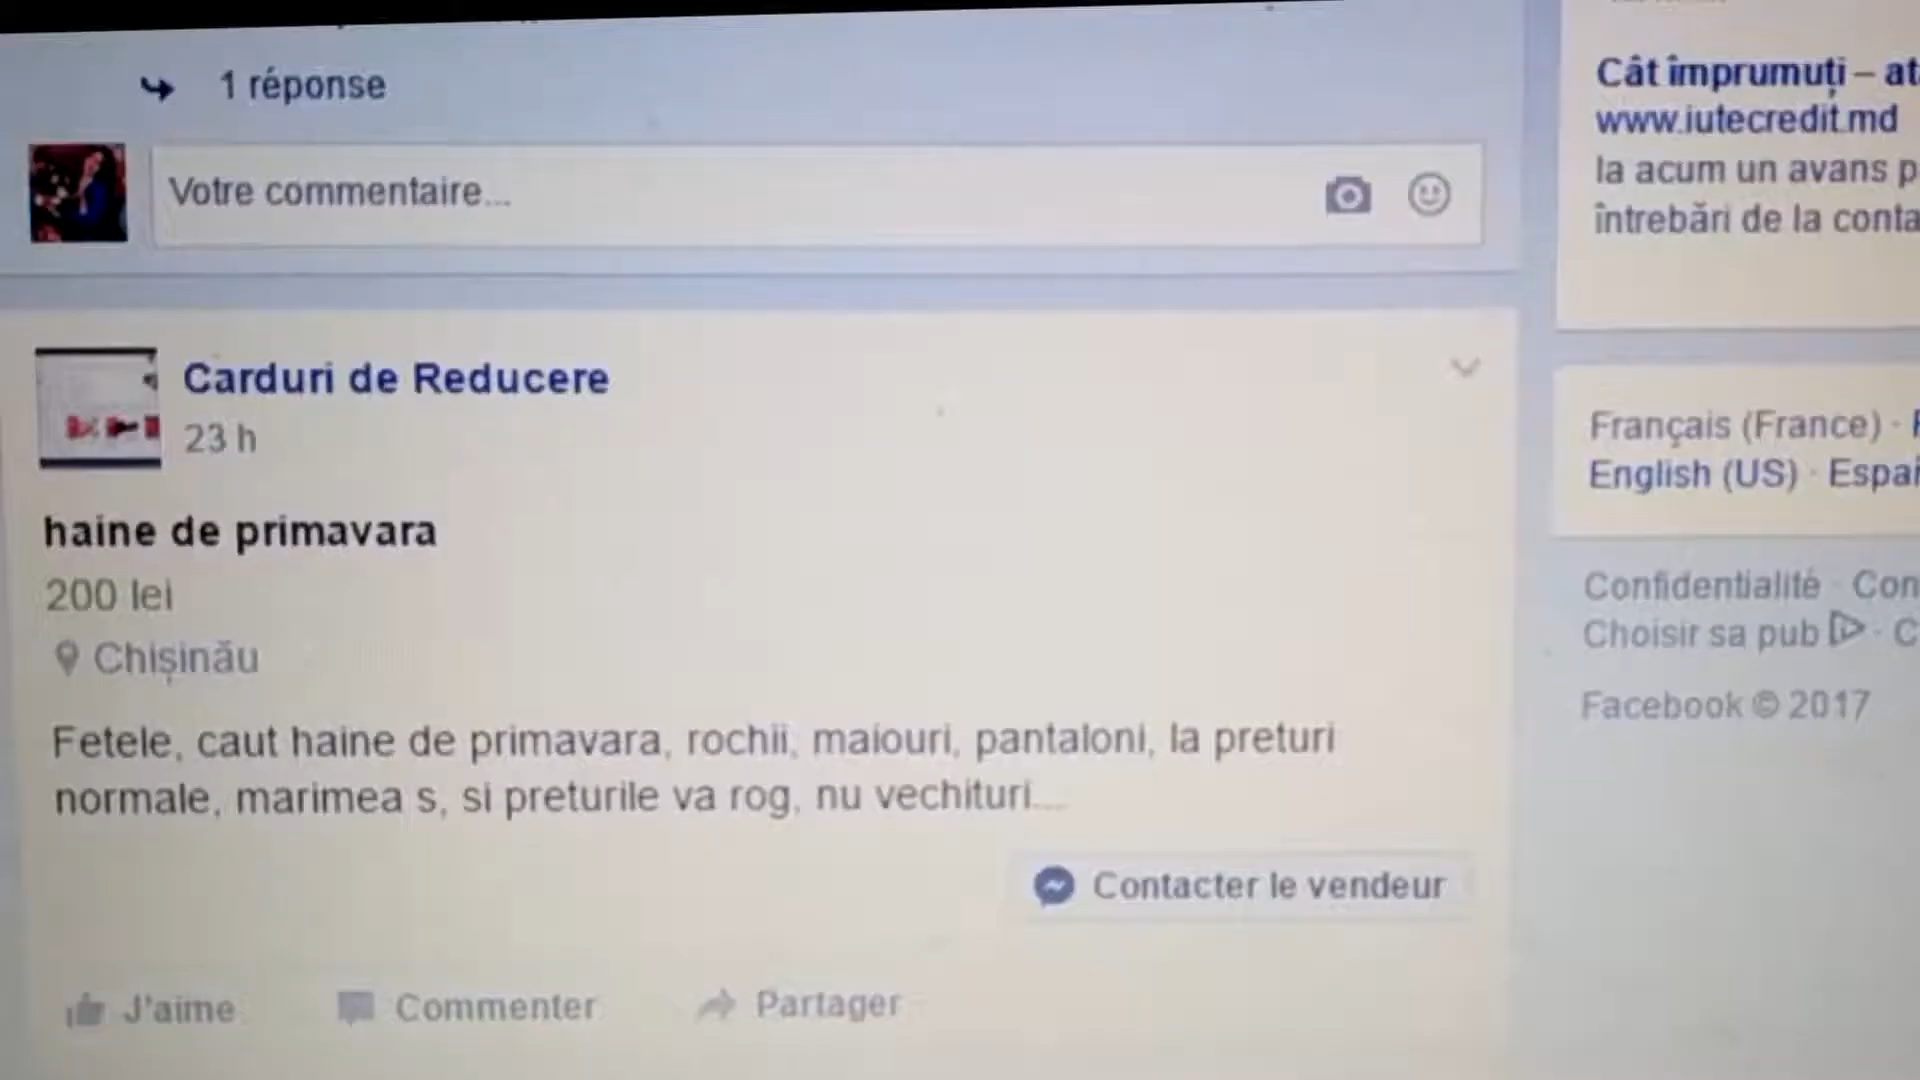 1 réponse
Votre commentaire...
Carduri de Reducere
23 h
haine de primavara
200 lei
Chișinău
Fetele, caut haine de primavara, rochii, maiouri, pantaloni, la preturi
normale, marimea s, si preturile va rog, nu vechituri...
Contacter le vendeur
J'aime
Commenter
Partager
Cât împrumuți – at
www.iutecredit.md
Ia acum un avans p
întrebări de la conta
Français (France) ·
English (US) · Espa
Confidentialité · Con
Choisir sa pub · C
Facebook © 2017